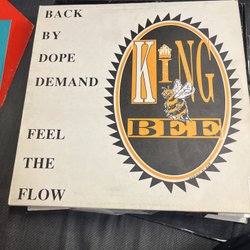 BACK
BY
DOPE
DEMAND
KING
BEE
FEEL
THE
FLOW